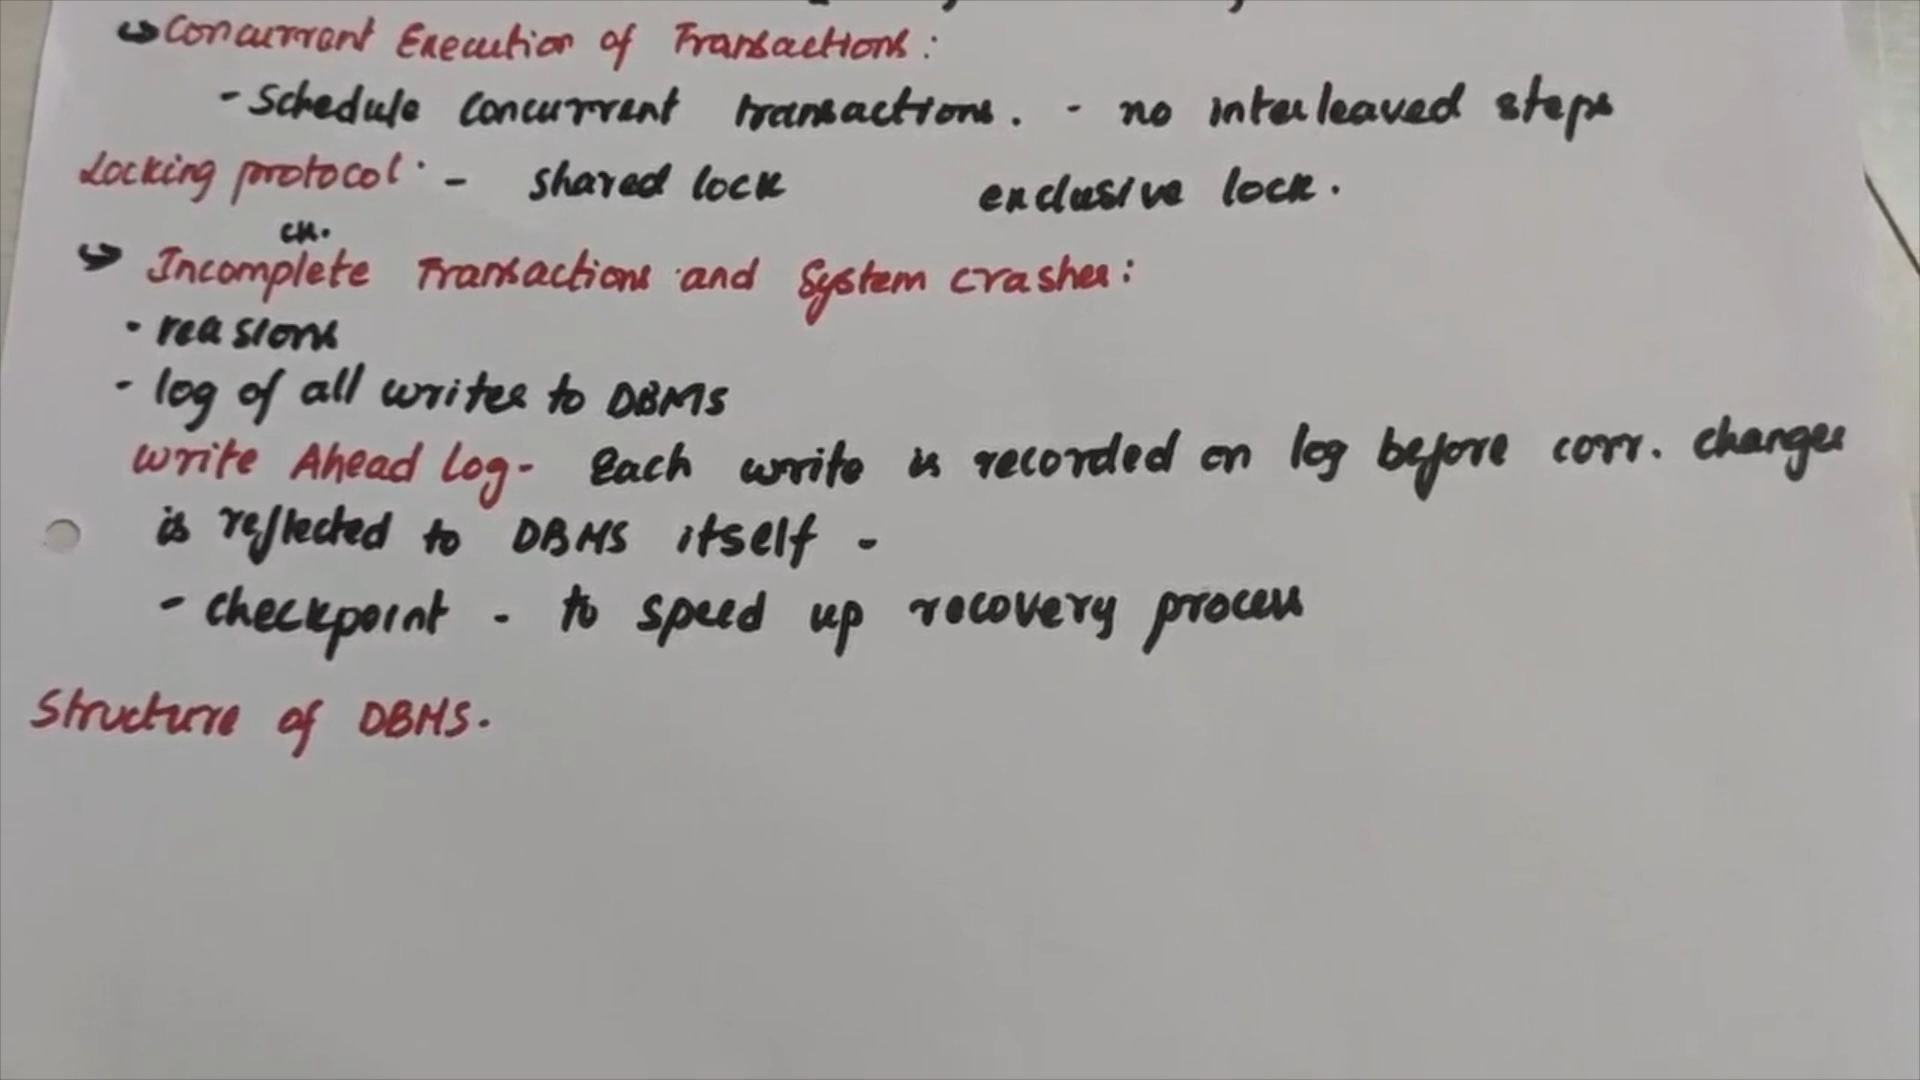 Concurrent Execution of Transactions:
- Schedule concurrent transactions. - no interleaved steps
Locking protocol - shared lock exclusive lock.
Incomplete Transactions and System crashes:
- reasions
- log of all writes to DBMS
Write Ahead Log - Each write is recorded on log before corr. changes
is reflected to DBMS itself -
- checkpoint - to speed up recovery process
Structure of DBMS.